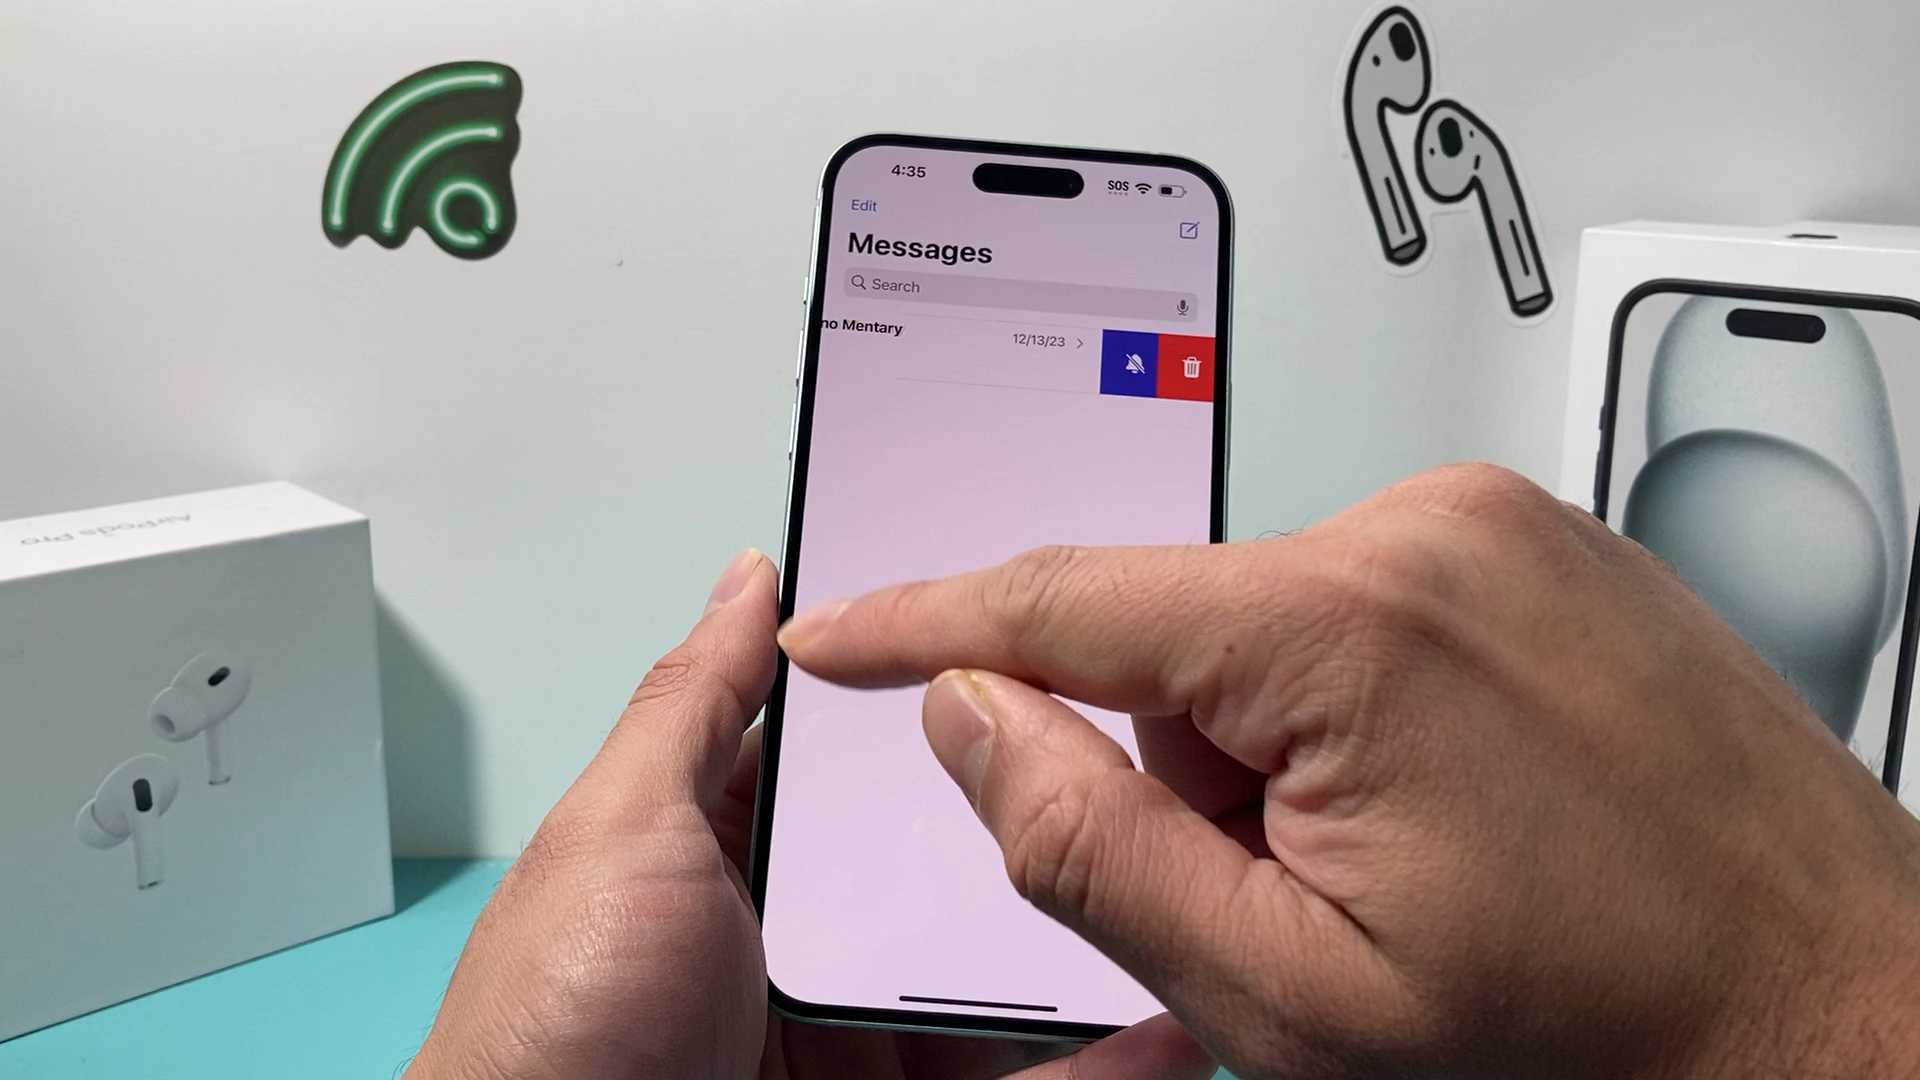 4:35
SOS
Edit
Messages
Search
no Mentary
12/13/23
AirPods Pro